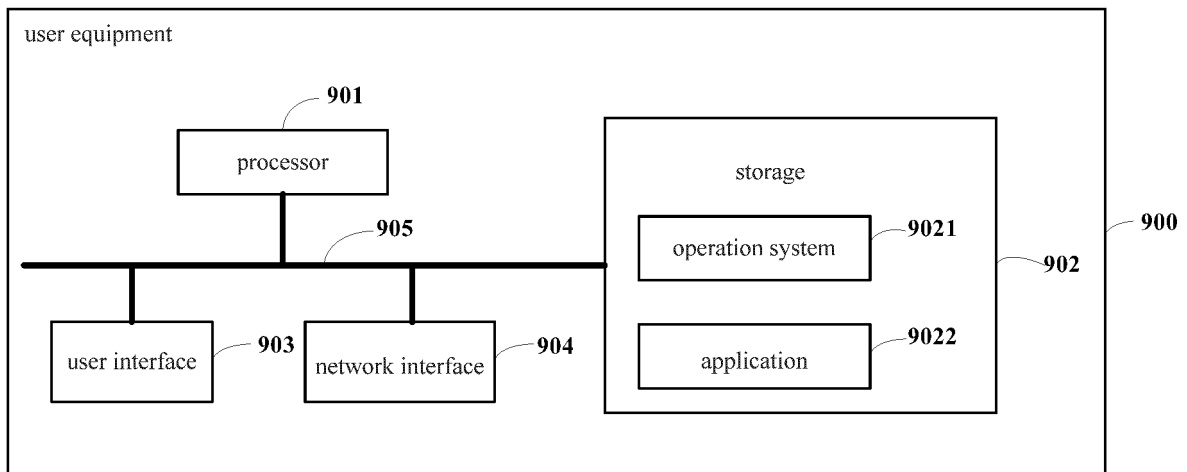 user equipment
901
processor
storage
905
9021
900
operation system
902
user interface
903
network interface
904
9022
application